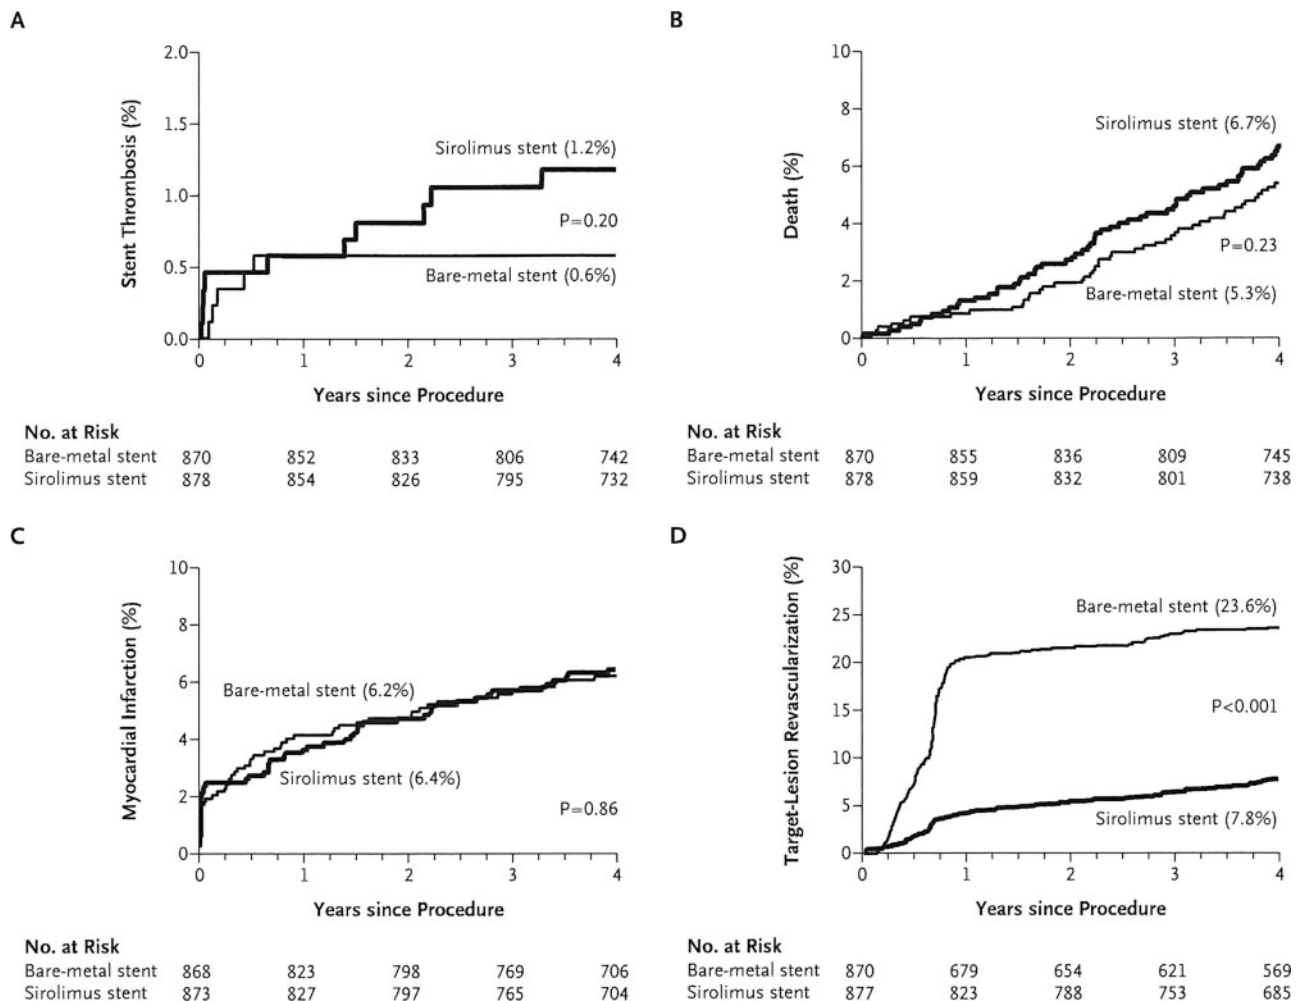 A
Stent Thrombosis (%)
2.0
1.5
1.0
0.5
0.0
Sirolimus stent (1.2%)
P=0.20
Bare-metal stent (0.6%)
0 1 2 3 4
Years since Procedure
No. at Risk
Bare-metal stent 870 852 833 806 742
Sirolimus stent 878 854 826 795 732
B
Death (%)
10
8
6
4
2
0
Sirolimus stent (6.7%)
P=0.23
Bare-metal stent (5.3%)
0 1 2 3 4
Years since Procedure
No. at Risk
Bare-metal stent 870 855 836 809 745
Sirolimus stent 878 859 832 801 738
C
Myocardial Infarction (%)
10
8
6
4
2
0
Bare-metal stent (6.2%)
Sirolimus stent (6.4%)
P=0.86
0 1 2 3 4
Years since Procedure
No. at Risk
Bare-metal stent 868 823 798 769 706
Sirolimus stent 873 827 797 765 704
D
Target-Lesion Revascularization (%)
30
25
20
15
10
5
0
Bare-metal stent (23.6%)
P<0.001
Sirolimus stent (7.8%)
0 1 2 3 4
Years since Procedure
No. at Risk
Bare-metal stent 870 679 654 621 569
Sirolimus stent 877 823 788 753 685